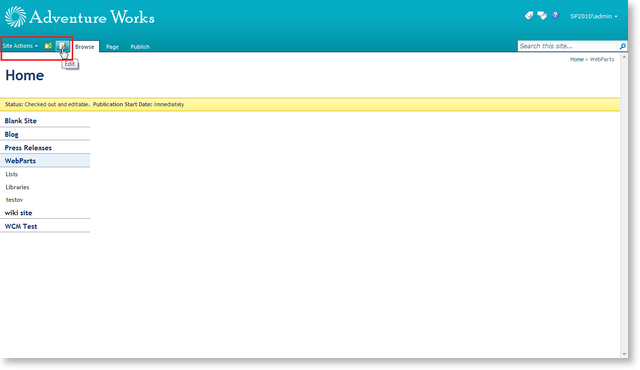 Adventure Works
SP2010\admin
Site Actions
Browse
Page
Publish
Search this site...
Edit
Home » WebParts
Home
Status: Checked out and editable. Publication Start Date: Immediately
Blank Site
Blog
Press Releases
WebParts
Lists
Libraries
testov
wiki site
WCM Test